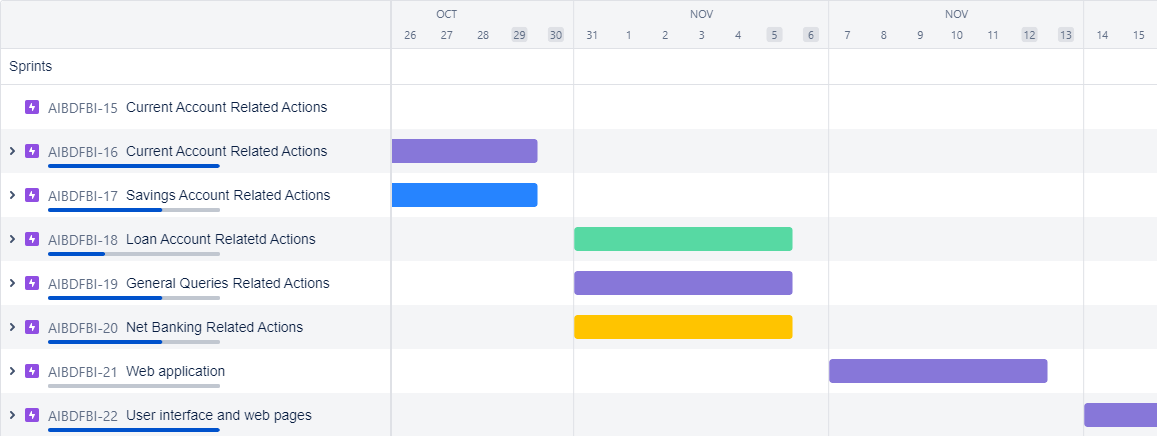 OCT NOV NOV
26 27 28 29 30 31 1 2 3 4 5 6 7 8 9 10 11 12 13 14 15
Sprints
AIBDFBI-15 Current Account Related Actions
AIBDFBI-16 Current Account Related Actions
AIBDFBI-17 Savings Account Related Actions
AIBDFBI-18 Loan Account Relatetd Actions
AIBDFBI-19 General Queries Related Actions
AIBDFBI-20 Net Banking Related Actions
AIBDFBI-21 Web application
AIBDFBI-22 User interface and web pages